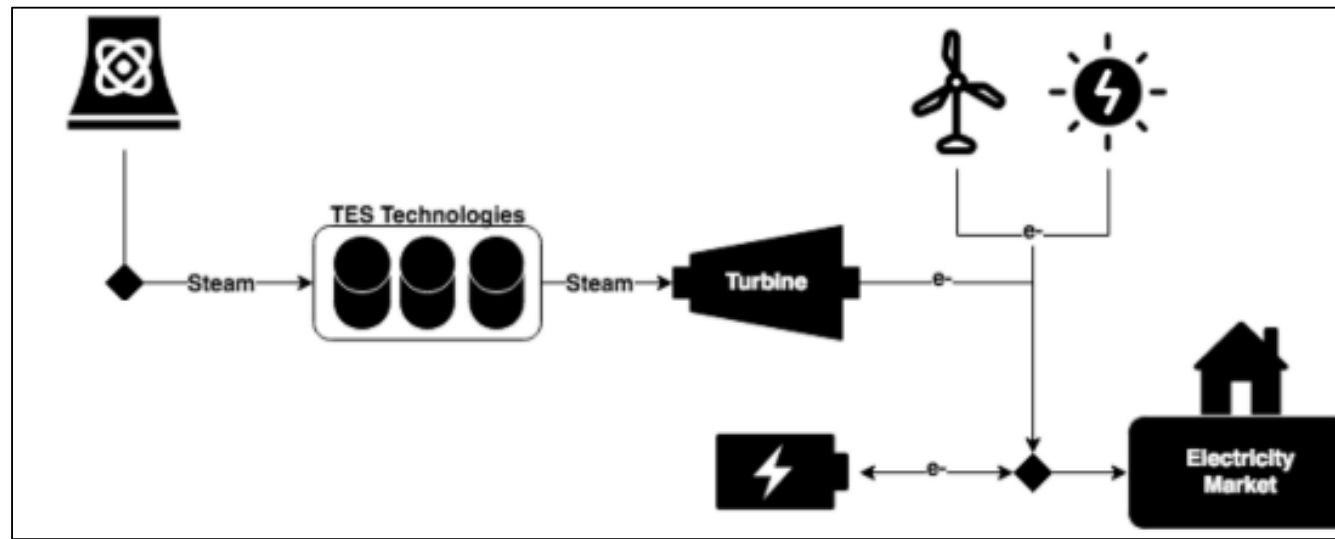 TES Technologies
e-
Steam
Steam
Turbine
e-
e-
Electricity
Market